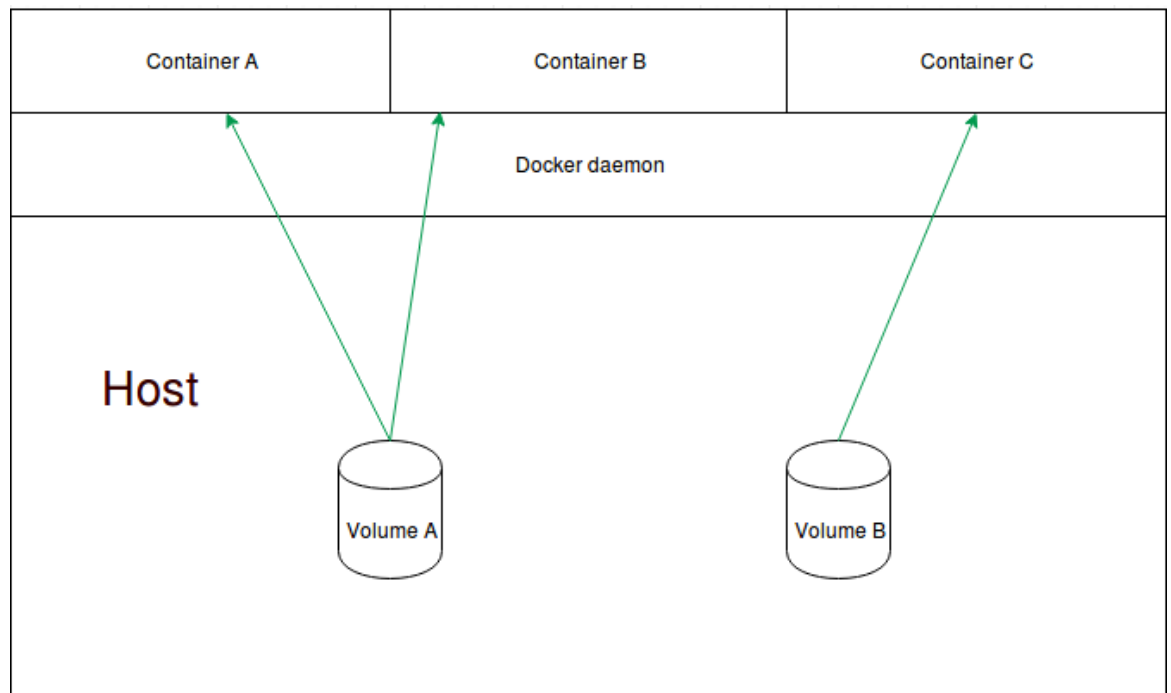 Container A
Container B
Container C
Docker daemon
Host
Volume A
Volume B